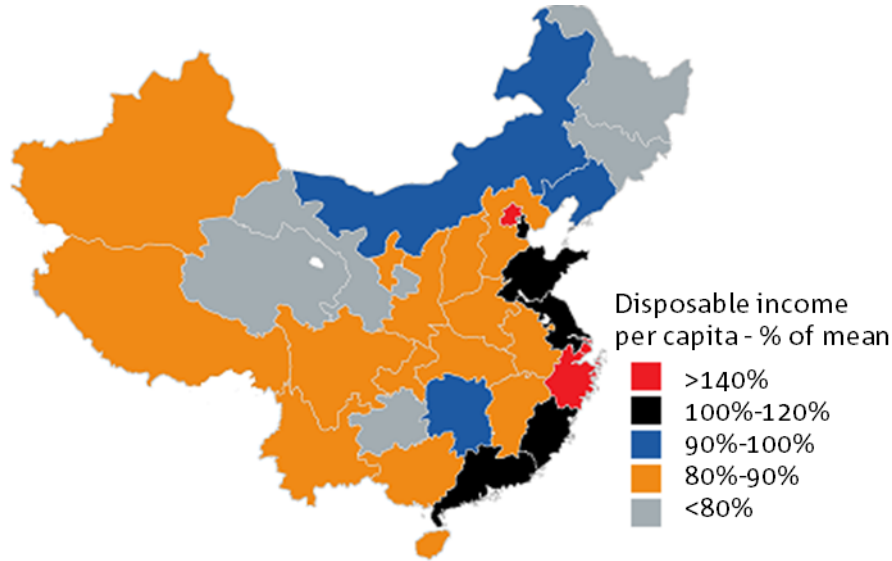 Disposable income
per capita - % of mean
>140%
100%-120%
90%-100%
80%-90%
<80%